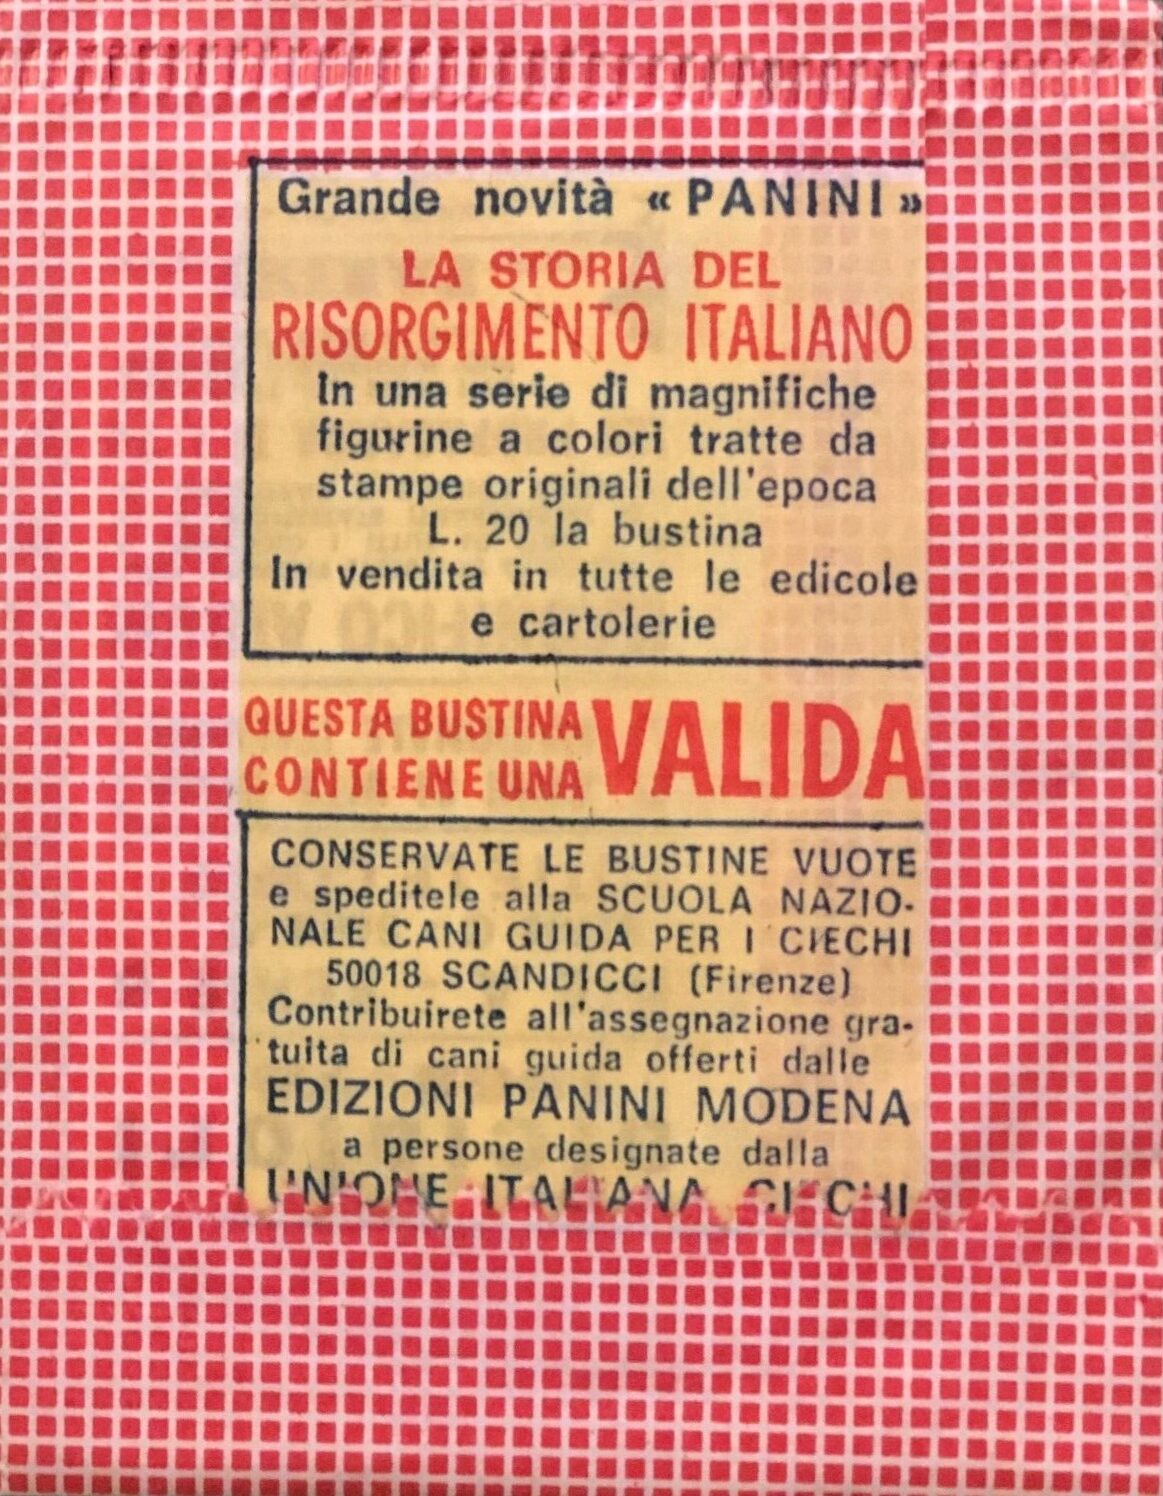 Grande novità « PANINI »
LA STORIA DEL
RISORGIMENTO ITALIANO
In una serie di magnifiche
figurine a colori tratte da
stampe originali dell'epoca
L. 20 la bustina
In vendita in tutte le edicole
e cartolerie
QUESTA BUSTINA
CONTIENE UNA VALIDA
CONSERVATE LE BUSTINE VUOTE
e speditele alla SCUOLA NAZIO-
NALE CANI GUIDA PER I CIECHI
50018 SCANDICCI (Firenze)
Contribuirete all'assegnazione gra-
tuita di cani guida offerti dalle
EDIZIONI PANINI MODENA
a persone designate dalla
UNIONE ITALIANA CIECHI